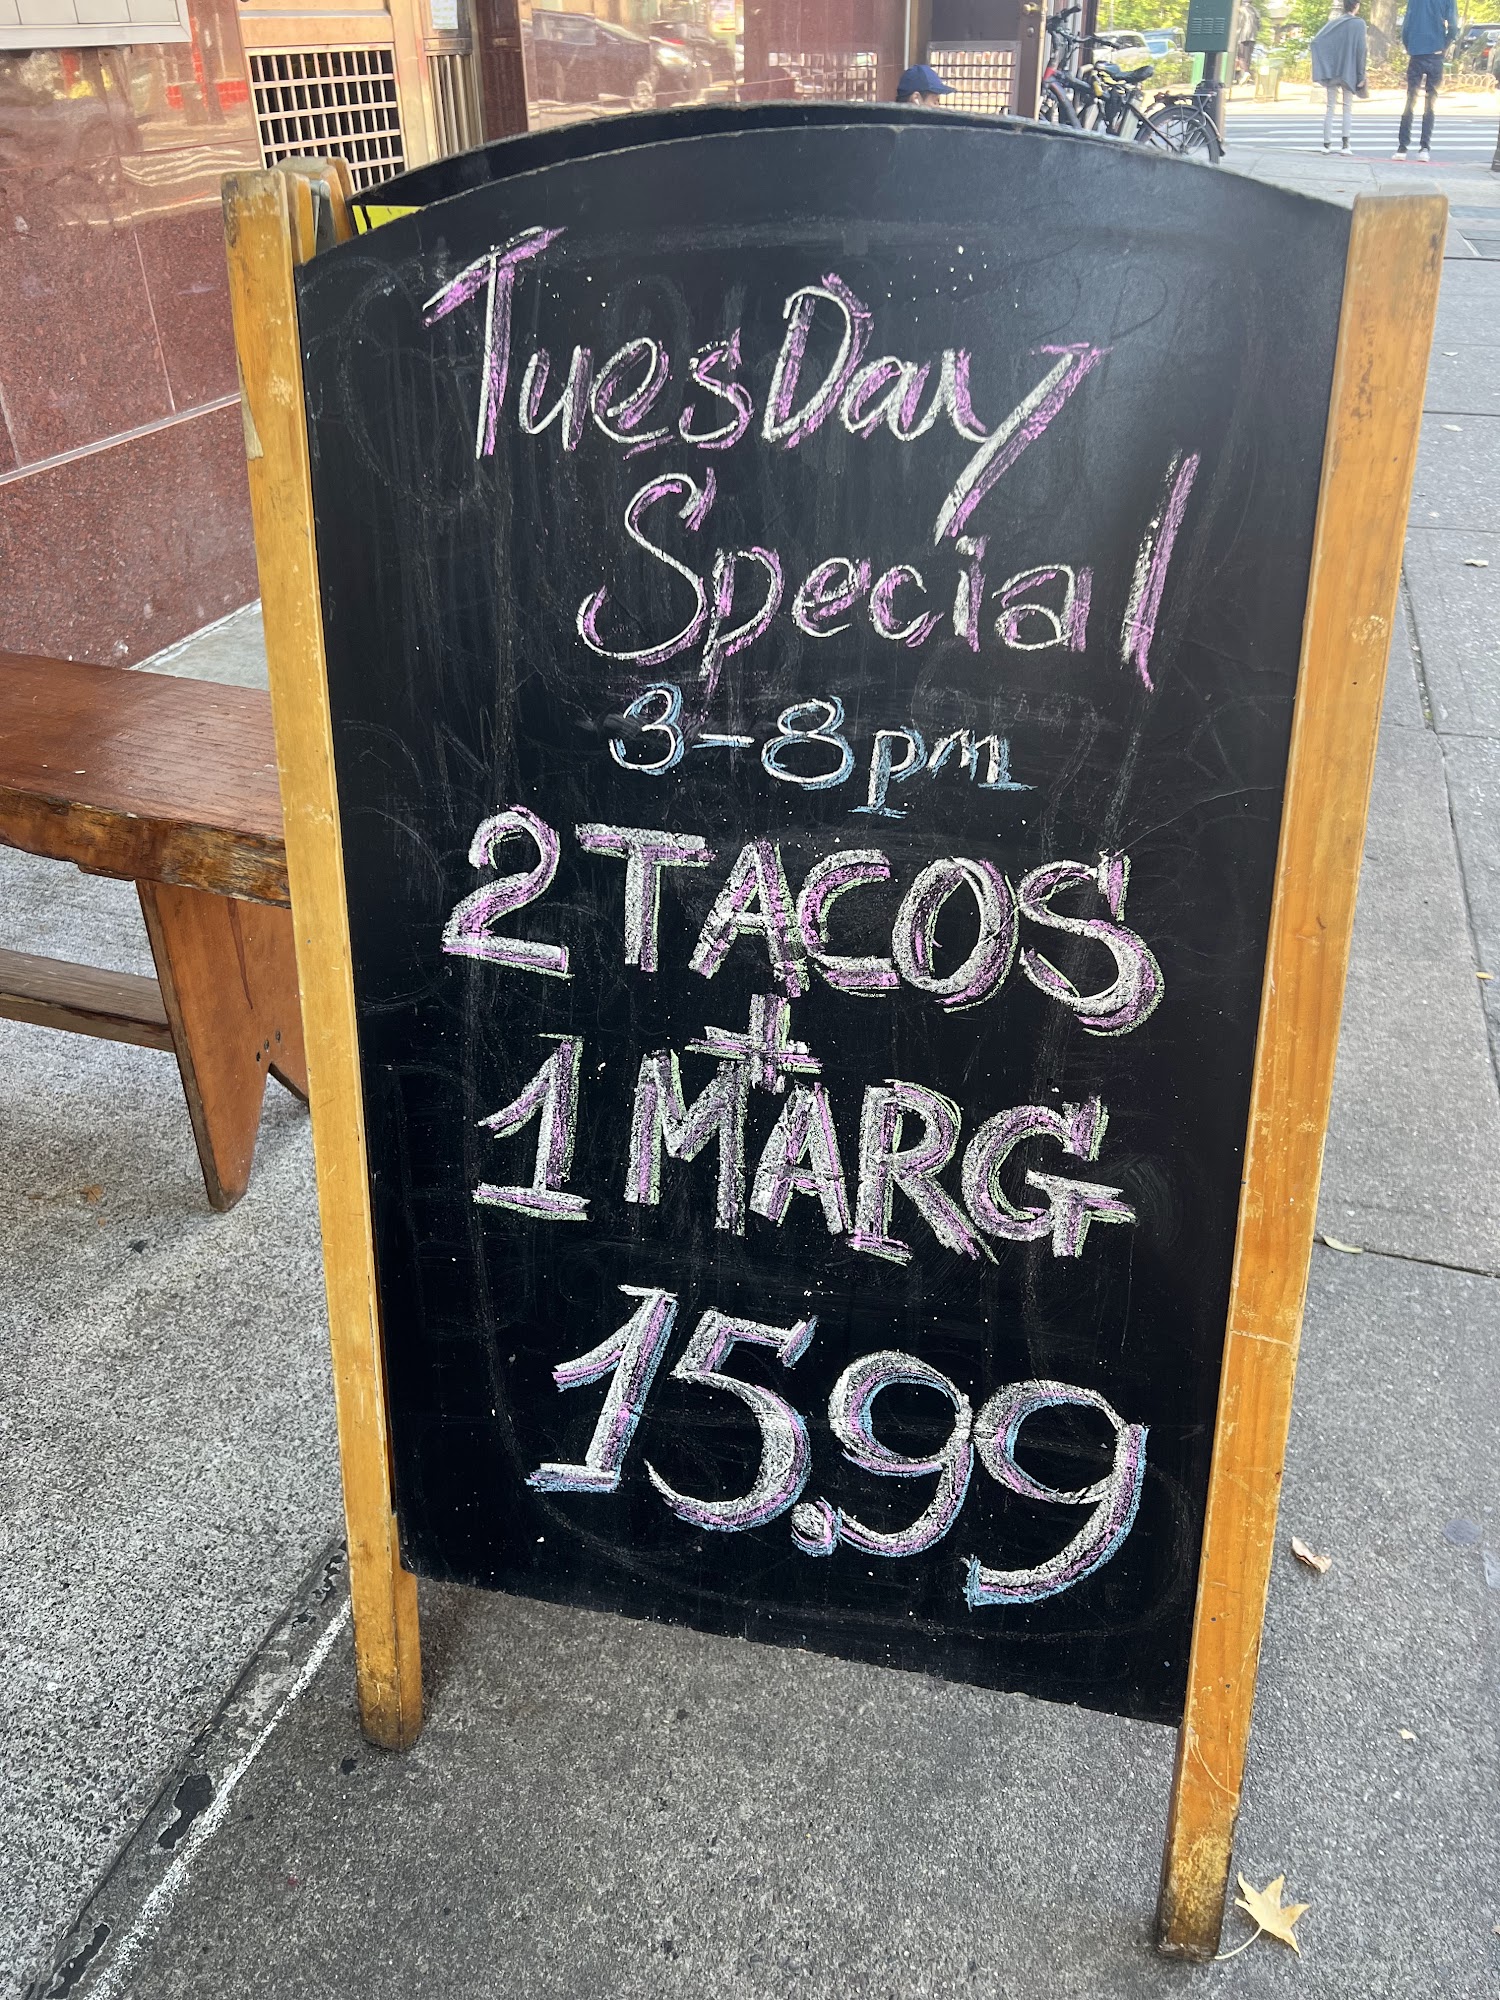 TuesDay
Special
3-8pm
2 TACOS
+
1 MARG
15.99